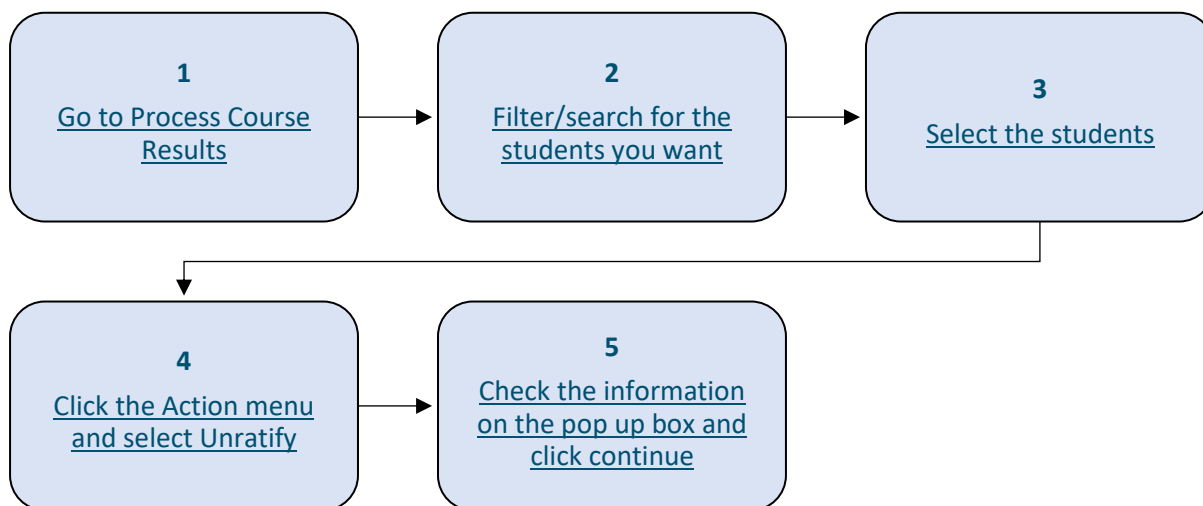 1
Go to Process Course
Results
2
Filter/search for the
students you want
3
Select the students
4
Click the Action menu
and select Unratify
5
Check the information
on the pop up box and
click continue